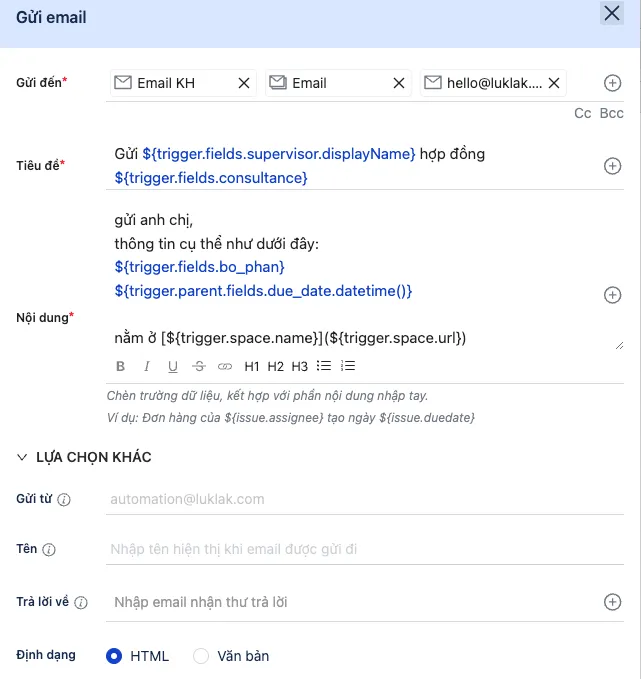 Gửi email
Gửi đến*
Email KH
Email
hello@luklak....
Cc Bcc
Tiêu đề*
Gửi ${trigger.fields.supervisor.displayName} hợp đồng
${trigger.fields.consultance}
Nội dung*
gửi anh chị,
thông tin cụ thể như dưới đây:
${trigger.fields.bo_phan}
${trigger.parent.fields.due_date.datetime()}
nằm ở [${trigger.space.name}](${trigger.space.url})
B I U S H1 H2 H3
Chèn trường dữ liệu, kết hợp với phần nội dung nhập tay.
Ví dụ: Đơn hàng của ${issue.assignee} tạo ngày ${issue.duedate}
LỰA CHỌN KHÁC
Gửi từ
automation@luklak.com
Tên
Nhập tên hiện thị khi email được gửi đi
Trả lời về
Nhập email nhận thư trả lời
Định dạng
HTML
Văn bản